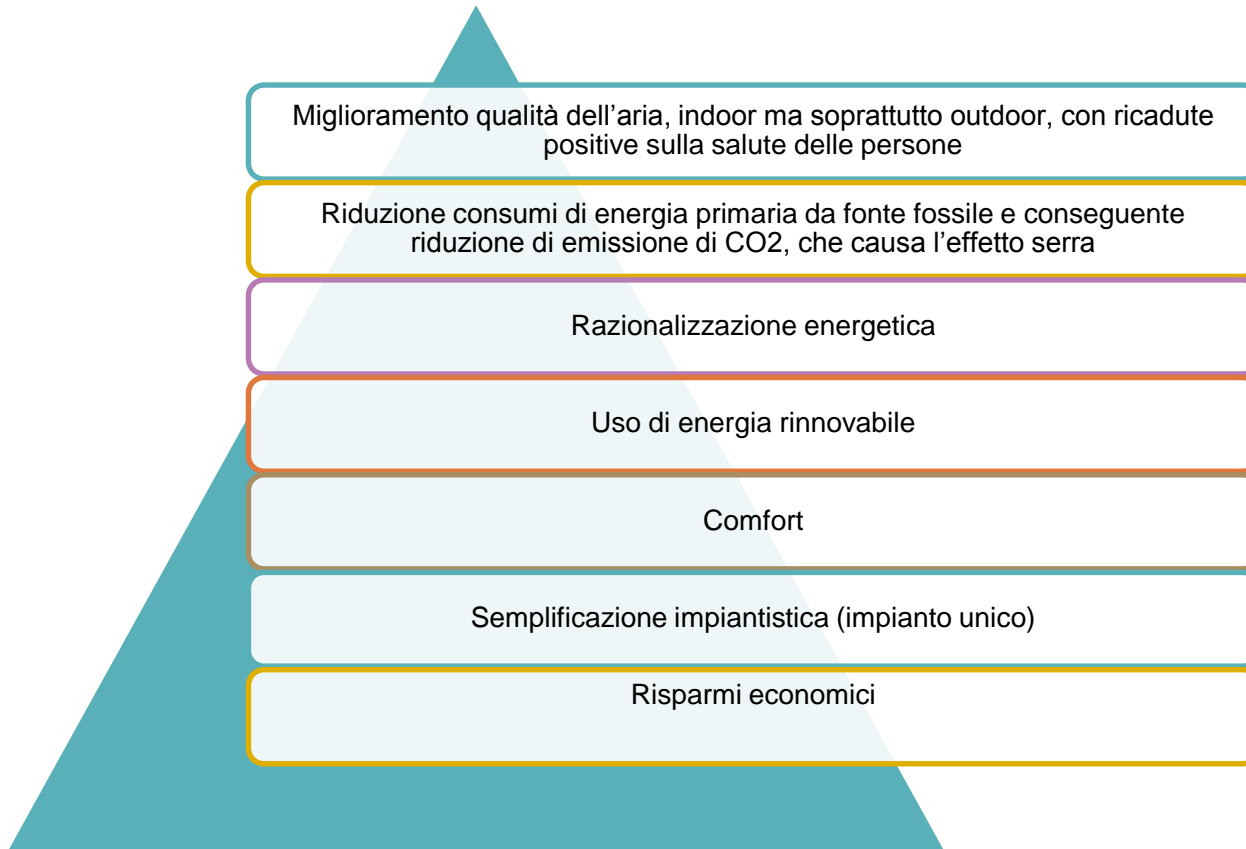 Miglioramento qualità dell’aria, indoor ma soprattutto outdoor, con ricadute
positive sulla salute delle persone
Riduzione consumi di energia primaria da fonte fossile e conseguente
riduzione di emissione di CO2, che causa l’effetto serra
Razionalizzazione energetica
Uso di energia rinnovabile
Comfort
Semplificazione impiantistica (impianto unico)
Risparmi economici